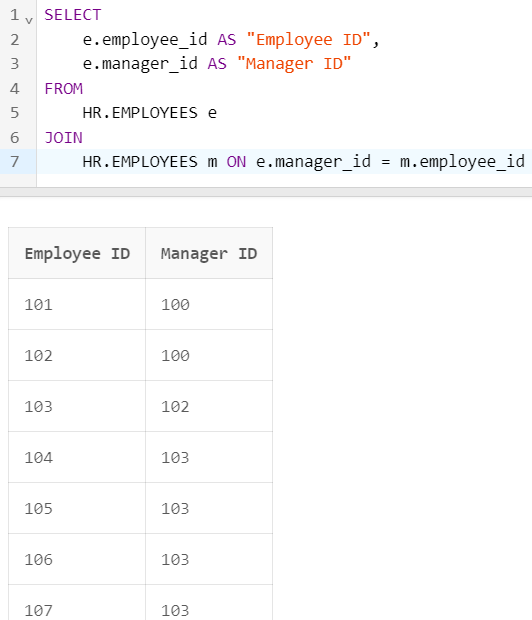 1 SELECT
2 e.employee_id AS "Employee ID",
3 e.manager_id AS "Manager ID"
4 FROM
5 HR.EMPLOYEES e
6 JOIN
7 HR.EMPLOYEES m ON e.manager_id = m.employee_id
Employee ID Manager ID
101 100
102 100
103 102
104 103
105 103
106 103
107 103